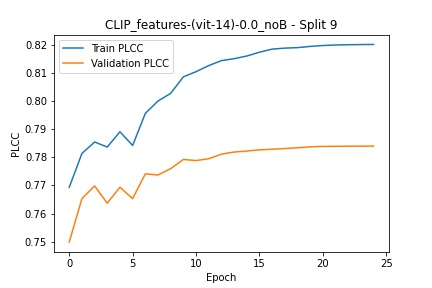 CLIP_features-(vit-14)-0.0_noB - Split 9
Train PLCC
Validation PLCC
PLCC
0.82
0.81
0.80
0.79
0.78
0.77
0.76
0.75
0 5 10 15 20 25
Epoch